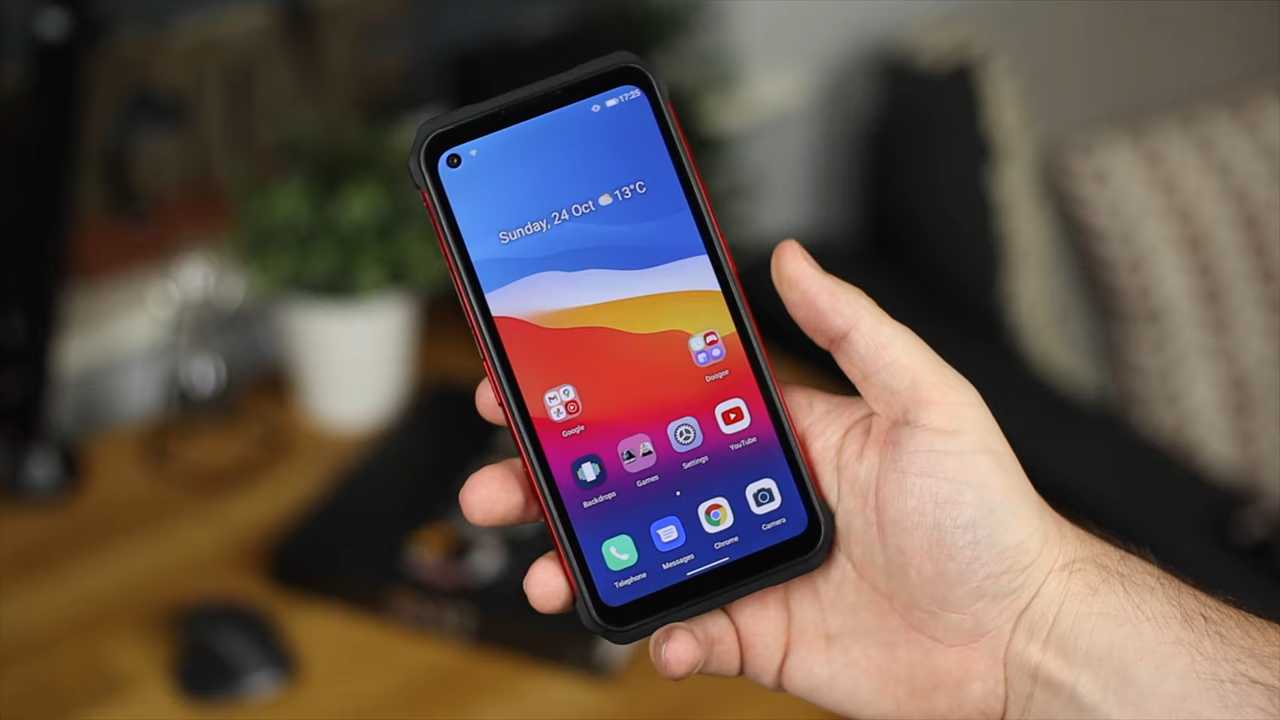 17:25
Sunday, 24 Oct 13°C
Doogee
Google
YouTube
Settings
Games
Backdrops
Camera
Chrome
Messages
Telephone